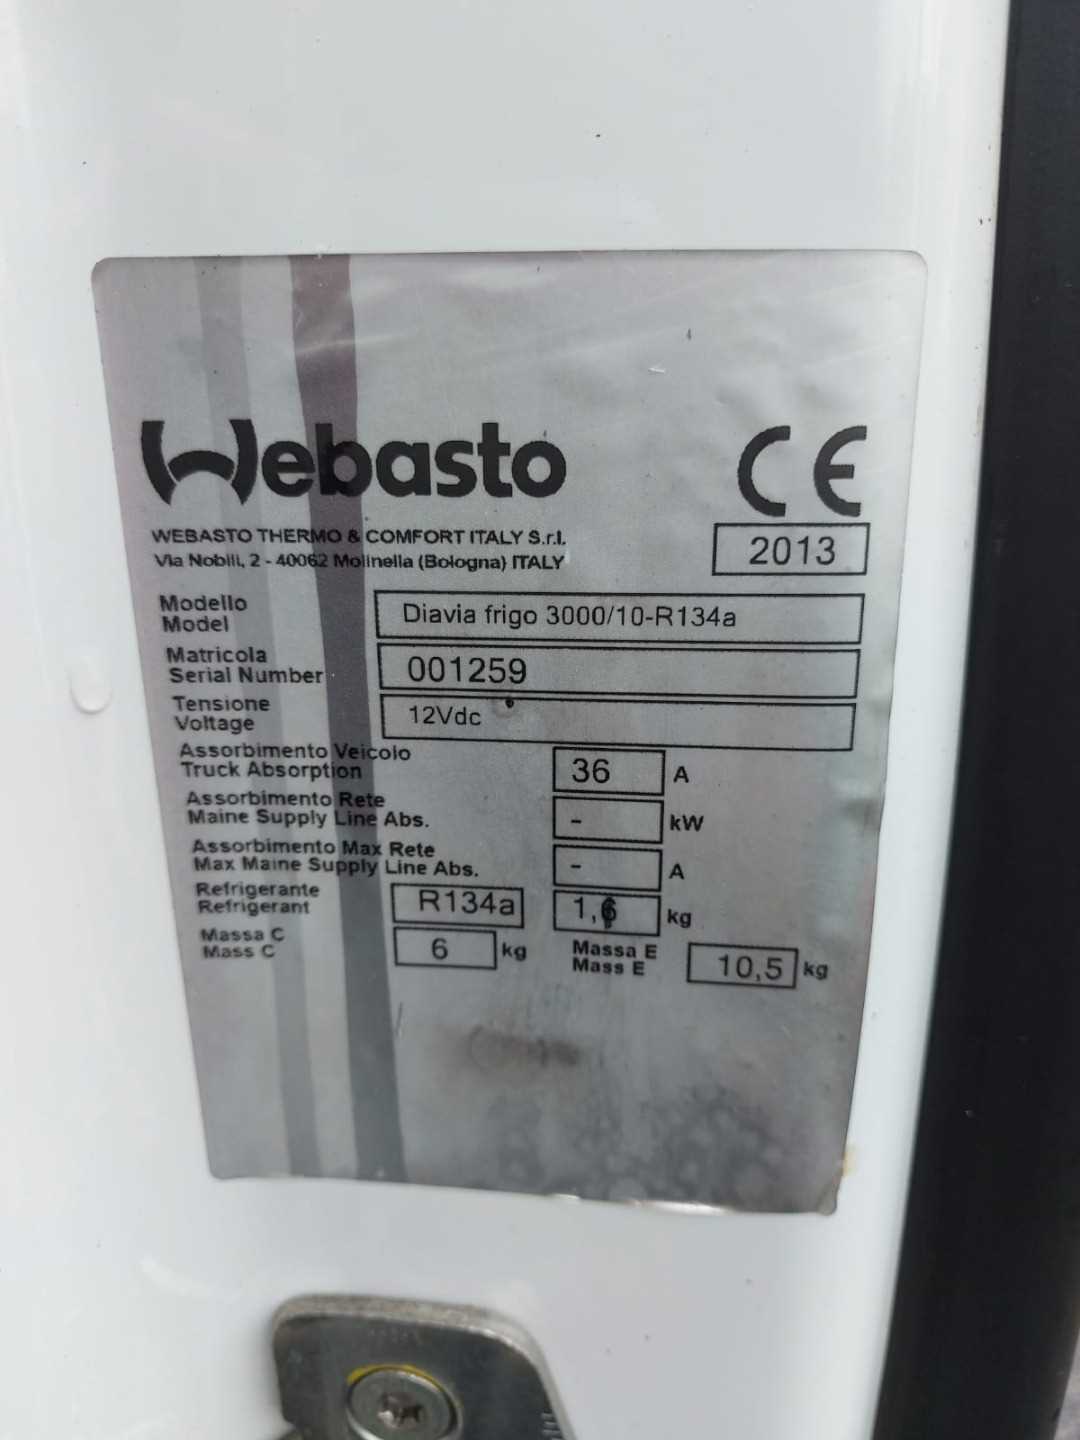 Webasto
CE
WEBASTO THERMO & COMFORT ITALY S.r.l.
Via Nobili, 2 - 40062 Molinella (Bologna) ITALY
2013
Modello
Model
Diavia frigo 3000/10-R134a
Matricola
Serial Number
001259
Tensione
Voltage
12Vdc
Assorbimento Veicolo
Truck Absorption
36 A
Assorbimento Rete
Maine Supply Line Abs.
- kW
Assorbimento Max Rete
Max Maine Supply Line Abs.
- A
Refrigerante
Refrigerant
R134a
kg
Massa C
Mass C
6 kg
Massa E
Mass E
10,5 kg